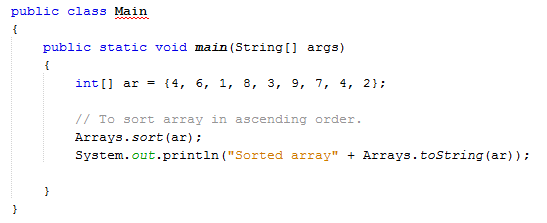 public class Main
{
public static void main(String[] args)
{
int[] ar = {4, 6, 1, 8, 3, 9, 7, 4, 2};
// To sort array in ascending order.
Arrays.sort(ar);
System.out.println("Sorted array" + Arrays.toString(ar));
}
}